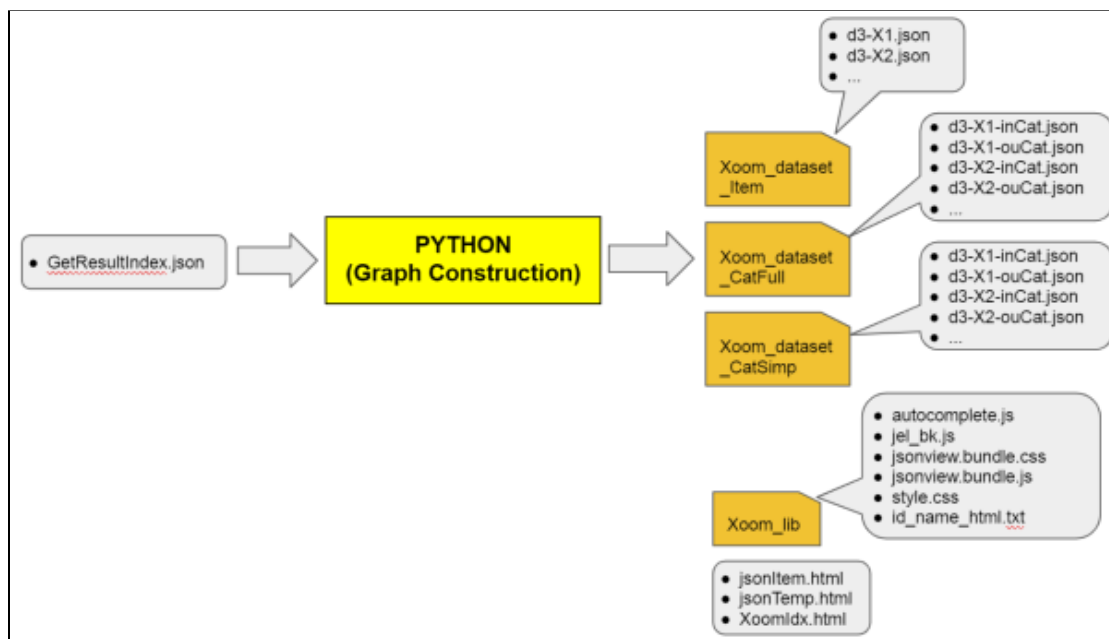 d3-X1.json
d3-X2.json
...
d3-X1-inCat.json
d3-X1-ouCat.json
d3-X2-inCat.json
d3-X2-ouCat.json
...
Xoom_dataset
_Item
GetResultIndex.json
PYTHON
(Graph Construction)
Xoom_dataset
_CatFull
d3-X1-inCat.json
d3-X1-ouCat.json
d3-X2-inCat.json
d3-X2-ouCat.json
...
Xoom_dataset
_CatSimp
autocomplete.js
jel_bk.js
jsonview.bundle.css
jsonview.bundle.js
style.css
id_name_html.txt
Xoom_lib
jsonItem.html
jsonTemp.html
XoomIdx.html